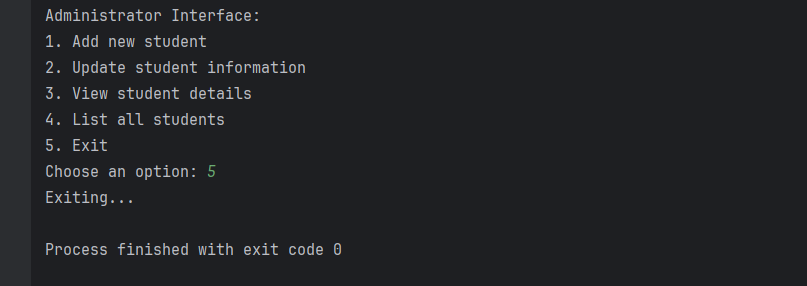 Administrator Interface:
1. Add new student
2. Update student information
3. View student details
4. List all students
5. Exit
Choose an option: 5
Exiting...
Process finished with exit code 0